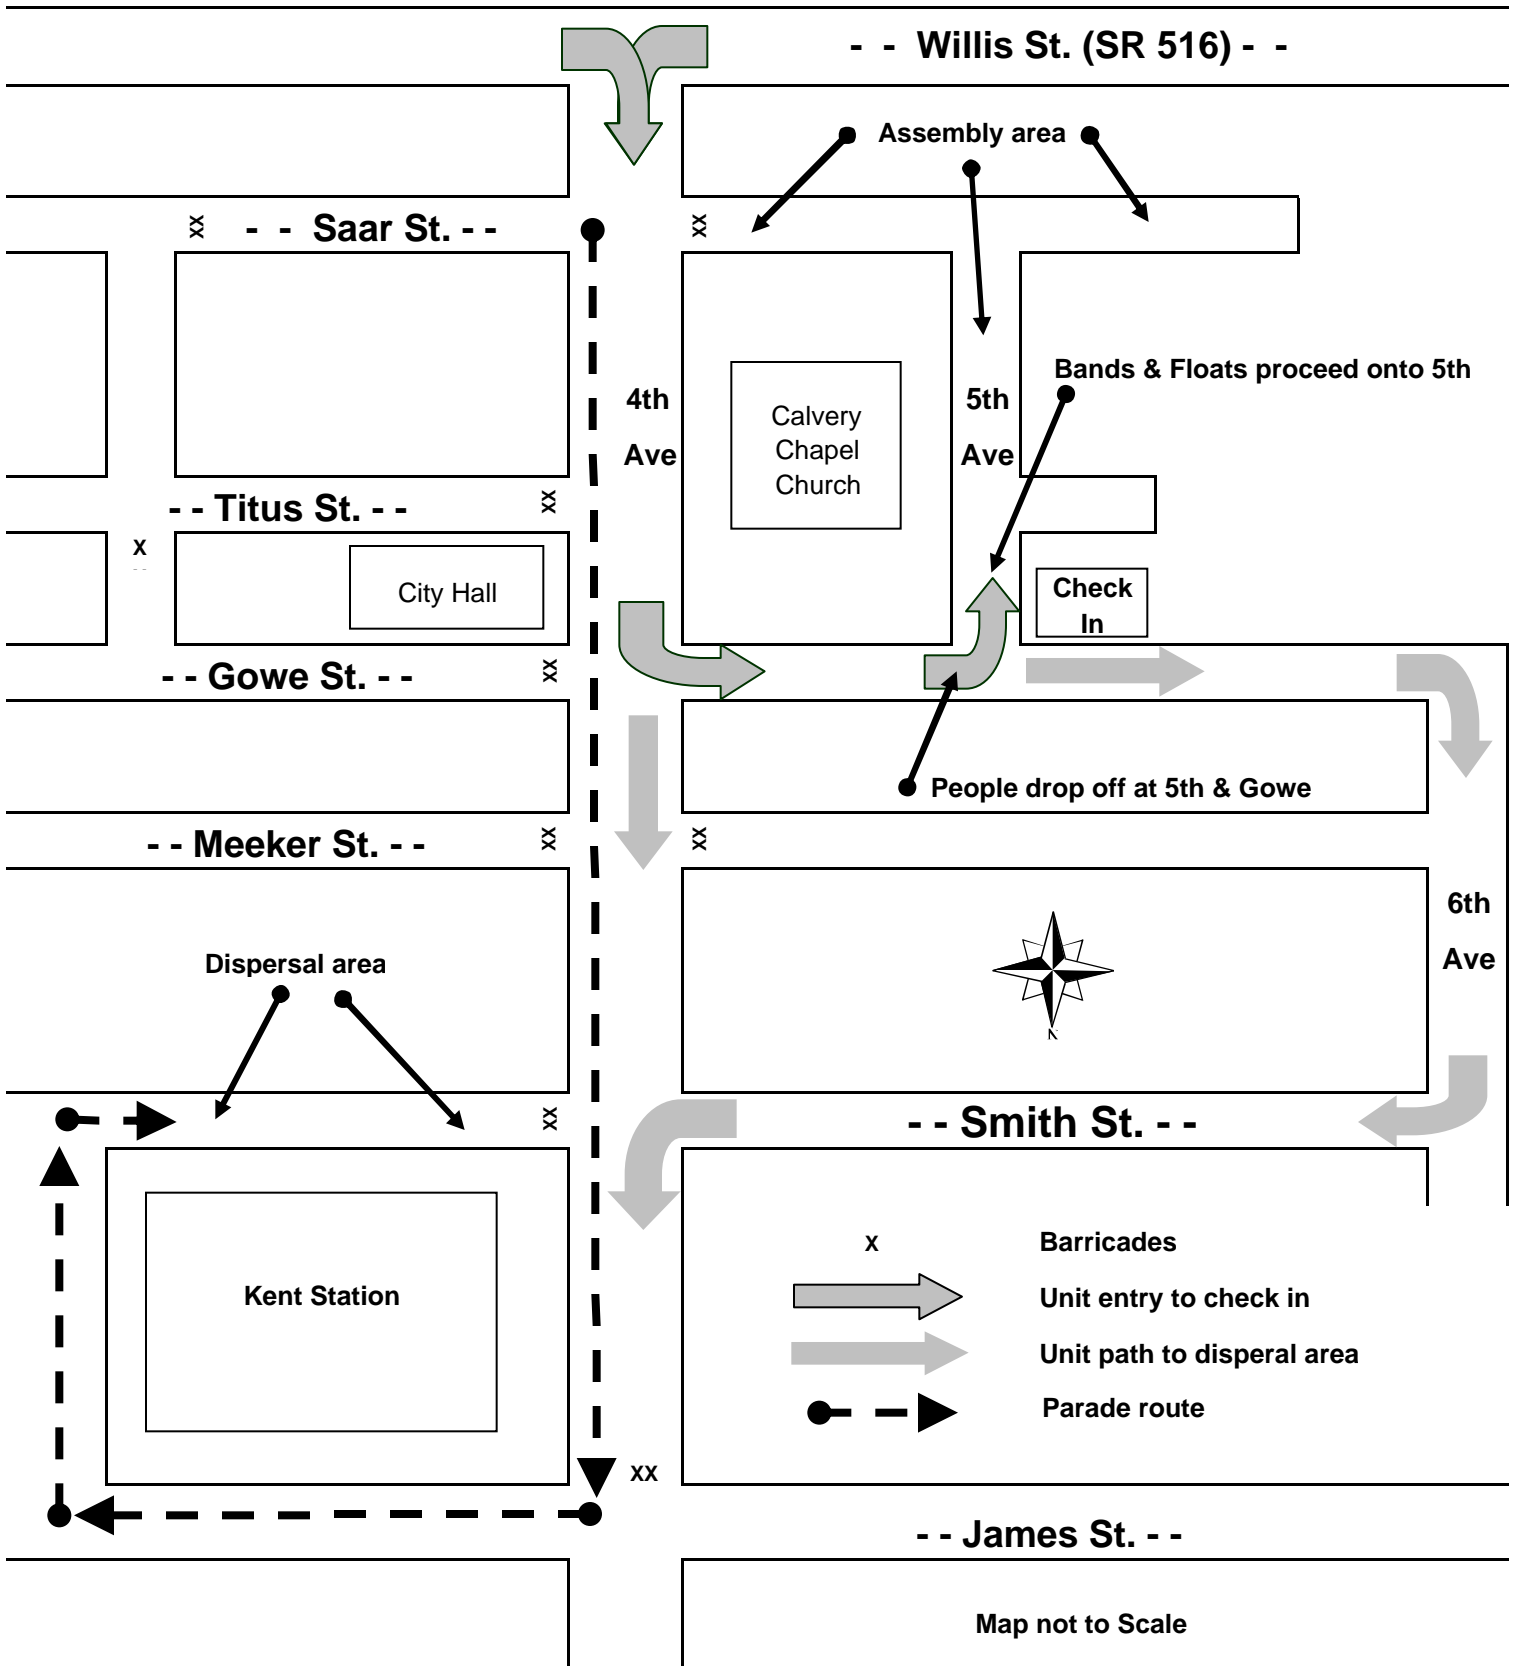 - - Willis St. (SR 516) - -
Assembly area
XX
- - Saar St. - -
XX
Bands & Floats proceed onto 5th
4th
Ave
Calvery
Chapel
Church
5th
Ave
- - Titus St. - -
XX
X
City Hall
Check
In
- - Gowe St. - -
XX
People drop off at 5th & Gowe
- - Meeker St. - -
XX
XX
6th
Ave
Dispersal area
N
XX
- - Smith St. - -
Kent Station
X Barricades
Unit entry to check in
Unit path to disperal area
Parade route
XX
- - James St. - -
Map not to Scale